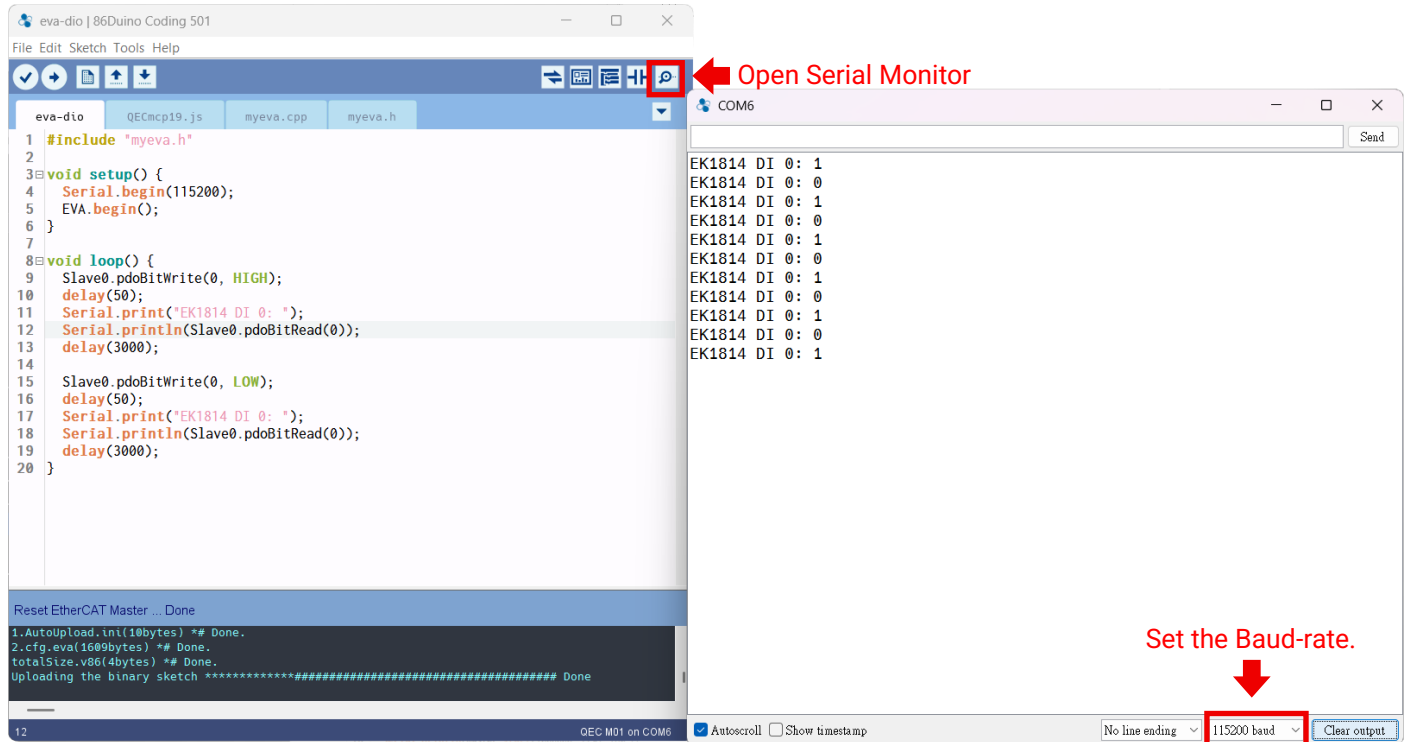 eva-dio | 86Duino Coding 501
File Edit Sketch Tools Help
Open Serial Monitor
eva-dio QECmcp19.js myeva.cpp myeva.h
1 #include "myeva.h"
2
3 void setup() {
4 Serial.begin(115200);
5 EVA.begin();
6 }
7
8 void loop() {
9 Slave0.pdoBitWrite(0, HIGH);
10 delay(50);
11 Serial.print("EK1814 DI 0: ");
12 Serial.println(Slave0.pdoBitRead(0));
13 delay(3000);
14
15 Slave0.pdoBitWrite(0, LOW);
16 delay(50);
17 Serial.print("EK1814 DI 0: ");
18 Serial.println(Slave0.pdoBitRead(0));
19 delay(3000);
20 }
Reset EtherCAT Master ... Done
1.AutoUpload.ini(10bytes) *# Done.
2.cfg.eva(1609bytes) *# Done.
totalSize.v86(4bytes) *# Done.
Uploading the binary sketch *************###################################### Done
12 QEC M01 on COM6
COM6
Send
EK1814 DI 0: 1
EK1814 DI 0: 0
EK1814 DI 0: 1
EK1814 DI 0: 0
EK1814 DI 0: 1
EK1814 DI 0: 0
EK1814 DI 0: 1
EK1814 DI 0: 0
EK1814 DI 0: 1
EK1814 DI 0: 0
EK1814 DI 0: 1
Set the Baud-rate.
Autoscroll Show timestamp No line ending 115200 baud Clear output